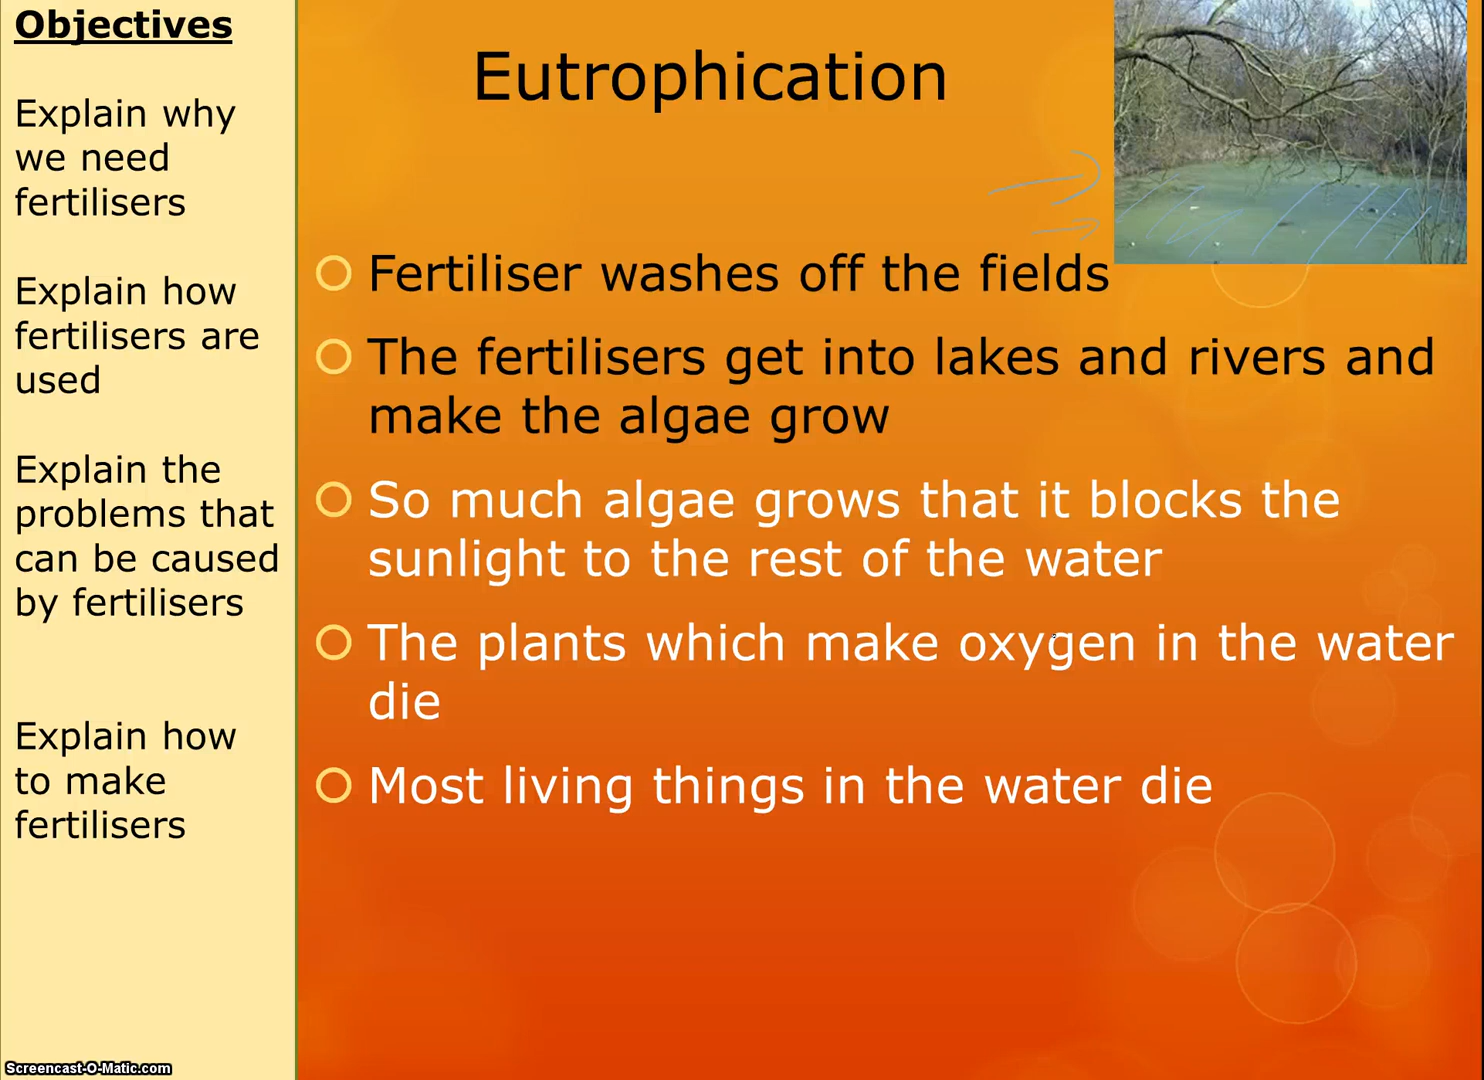 Objectives
Explain why
we need
fertilisers
Explain how
fertilisers are
used
Explain the
problems that
can be caused
by fertilisers
Explain how
to make
fertilisers
Eutrophication
Fertiliser washes off the fields
The fertilisers get into lakes and rivers and
make the algae grow
So much algae grows that it blocks the
sunlight to the rest of the water
The plants which make oxygen in the water
die
Most living things in the water die
Screencast-O-Matic.com